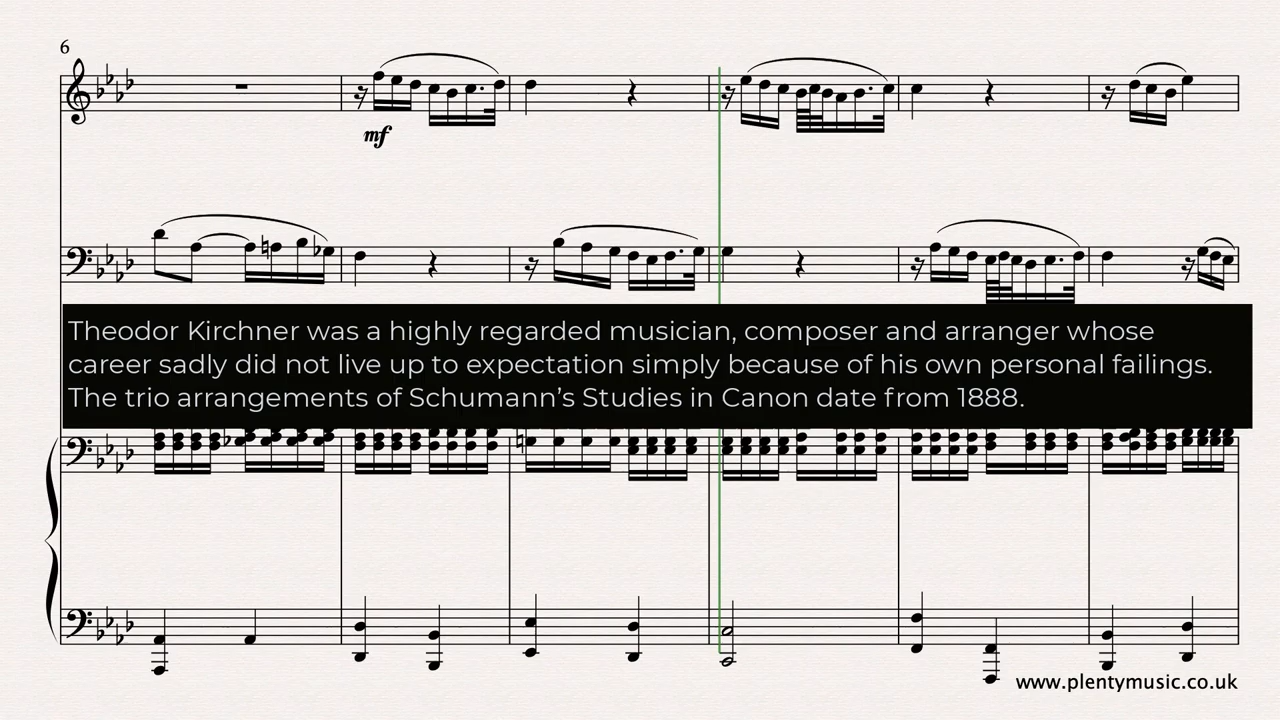 6
mf
Theodor Kirchner was a highly regarded musician, composer and arranger whose
career sadly did not live up to expectation simply because of his own personal failings.
The trio arrangements of Schumann’s Studies in Canon date from 1888.
www.plentymusic.co.uk